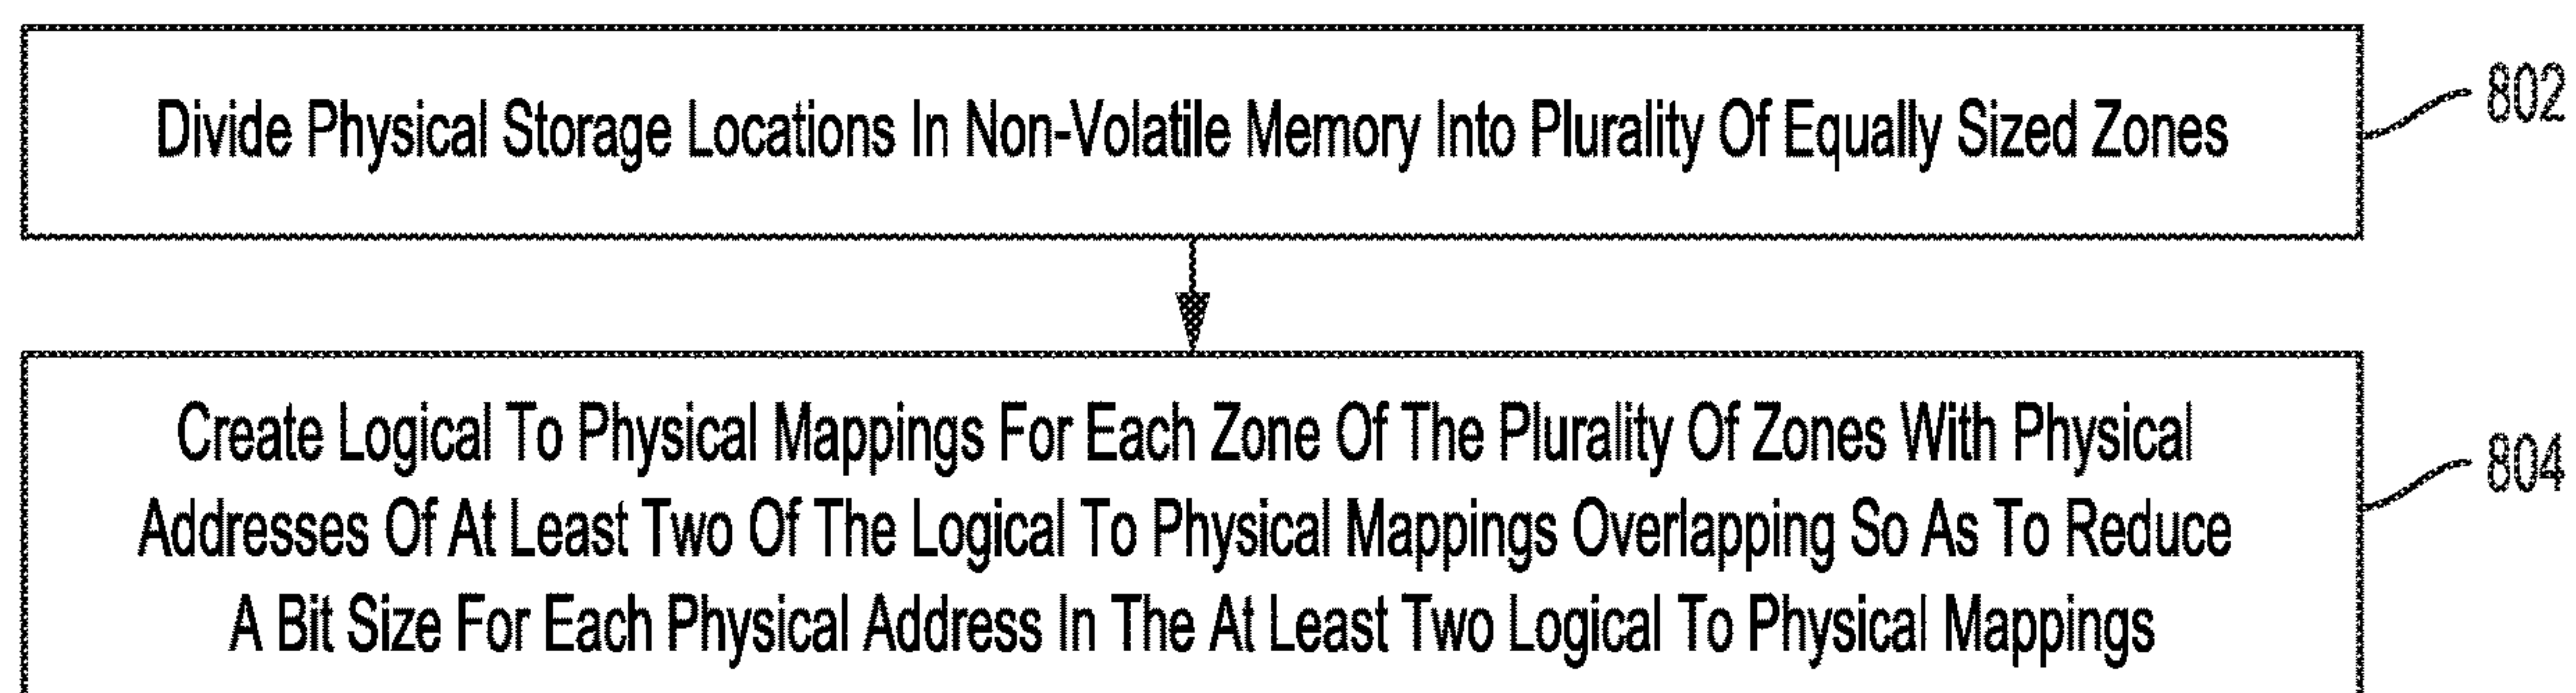 Divide Physical Storage Locations In Non-Volatile Memory Into Plurality Of Equally Sized Zones
802
Create Logical To Physical Mappings For Each Zone Of The Plurality Of Zones With Physical
Addresses Of At Least Two Of The Logical To Physical Mappings Overlapping So As To Reduce
A Bit Size For Each Physical Address In The At Least Two Logical To Physical Mappings
804